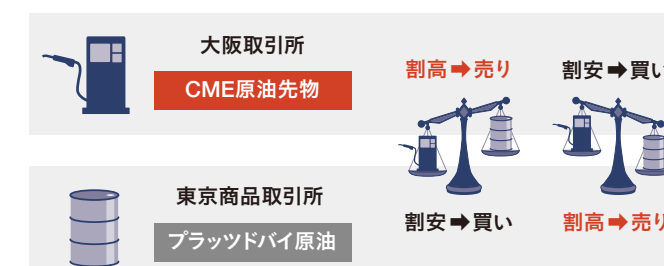 大阪取引所
CME原油先物
割高➡売り
割安➡買い
東京商品取引所
プラッツドバイ原油
割安➡買い
割高➡売り